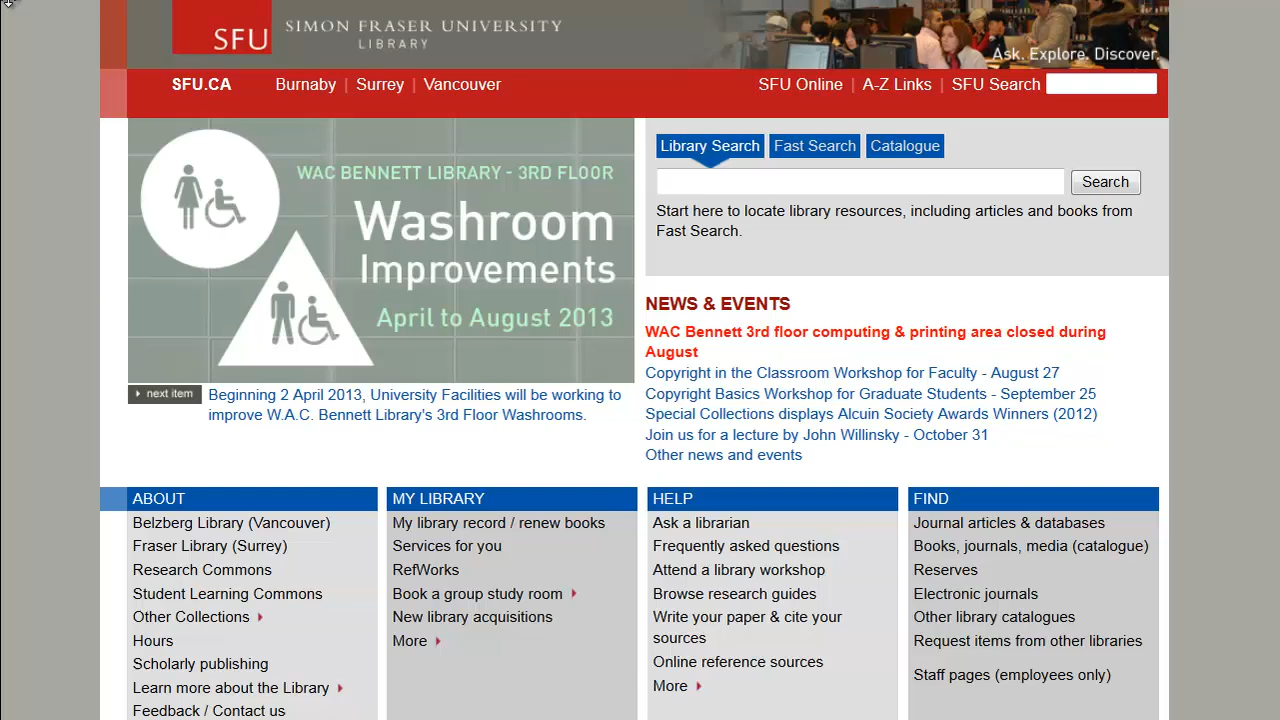 SFU SIMON FRASER UNIVERSITY
LIBRARY
Ask. Explore. Discover.
SFU.CA Burnaby | Surrey | Vancouver SFU Online | A-Z Links | SFU Search
WAC BENNETT LIBRARY - 3RD FLOOR
Washroom
Improvements
April to August 2013
next item
Beginning 2 April 2013, University Facilities will be working to
improve W.A.C. Bennett Library's 3rd Floor Washrooms.
Library Search Fast Search Catalogue
Search
Start here to locate library resources, including articles and books from
Fast Search.
NEWS & EVENTS
WAC Bennett 3rd floor computing & printing area closed during
August
Copyright in the Classroom Workshop for Faculty - August 27
Copyright Basics Workshop for Graduate Students - September 25
Special Collections displays Alcuin Society Awards Winners (2012)
Join us for a lecture by John Willinsky - October 31
Other news and events
ABOUT
Belzberg Library (Vancouver)
Fraser Library (Surrey)
Research Commons
Student Learning Commons
Other Collections
Hours
Scholarly publishing
Learn more about the Library
Feedback / Contact us
MY LIBRARY
My library record / renew books
Services for you
RefWorks
Book a group study room
New library acquisitions
More
HELP
Ask a librarian
Frequently asked questions
Attend a library workshop
Browse research guides
Write your paper & cite your
sources
Online reference sources
More
FIND
Journal articles & databases
Books, journals, media (catalogue)
Reserves
Electronic journals
Other library catalogues
Request items from other libraries
Staff pages (employees only)